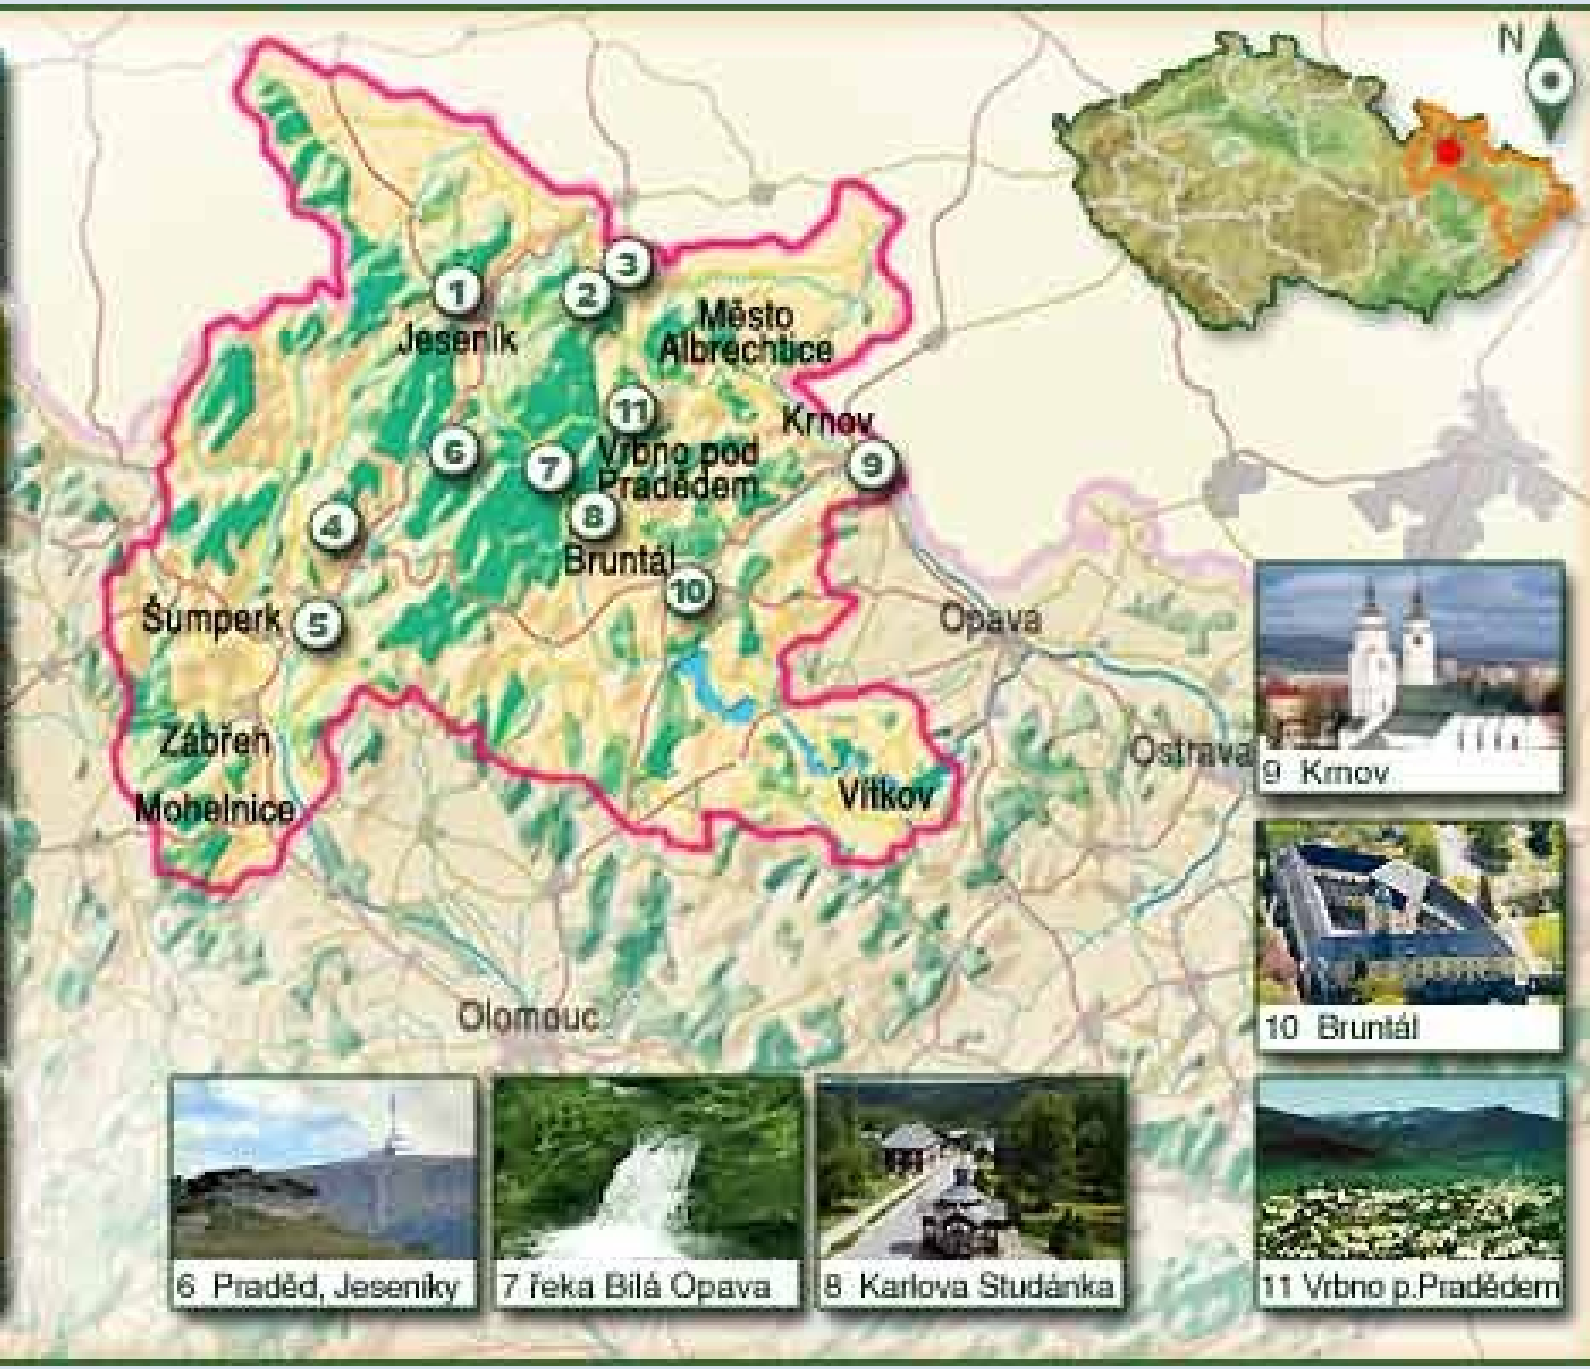 N
3
1
2
Jeseník
Město
Albrechtice
11
Krnov
6
7
Vrbno pod
Pradědem
9
4
8
Bruntál
10
Šumperk
5
Opava
Zábřeh
Ostrava
Mohelnice
Vítkov
Olomouc
9 Krnov
10 Bruntál
6 Praděd, Jeseníky
7 řeka Bílá Opava
8 Karlova Studánka
11 Vrbno p.Pradědem